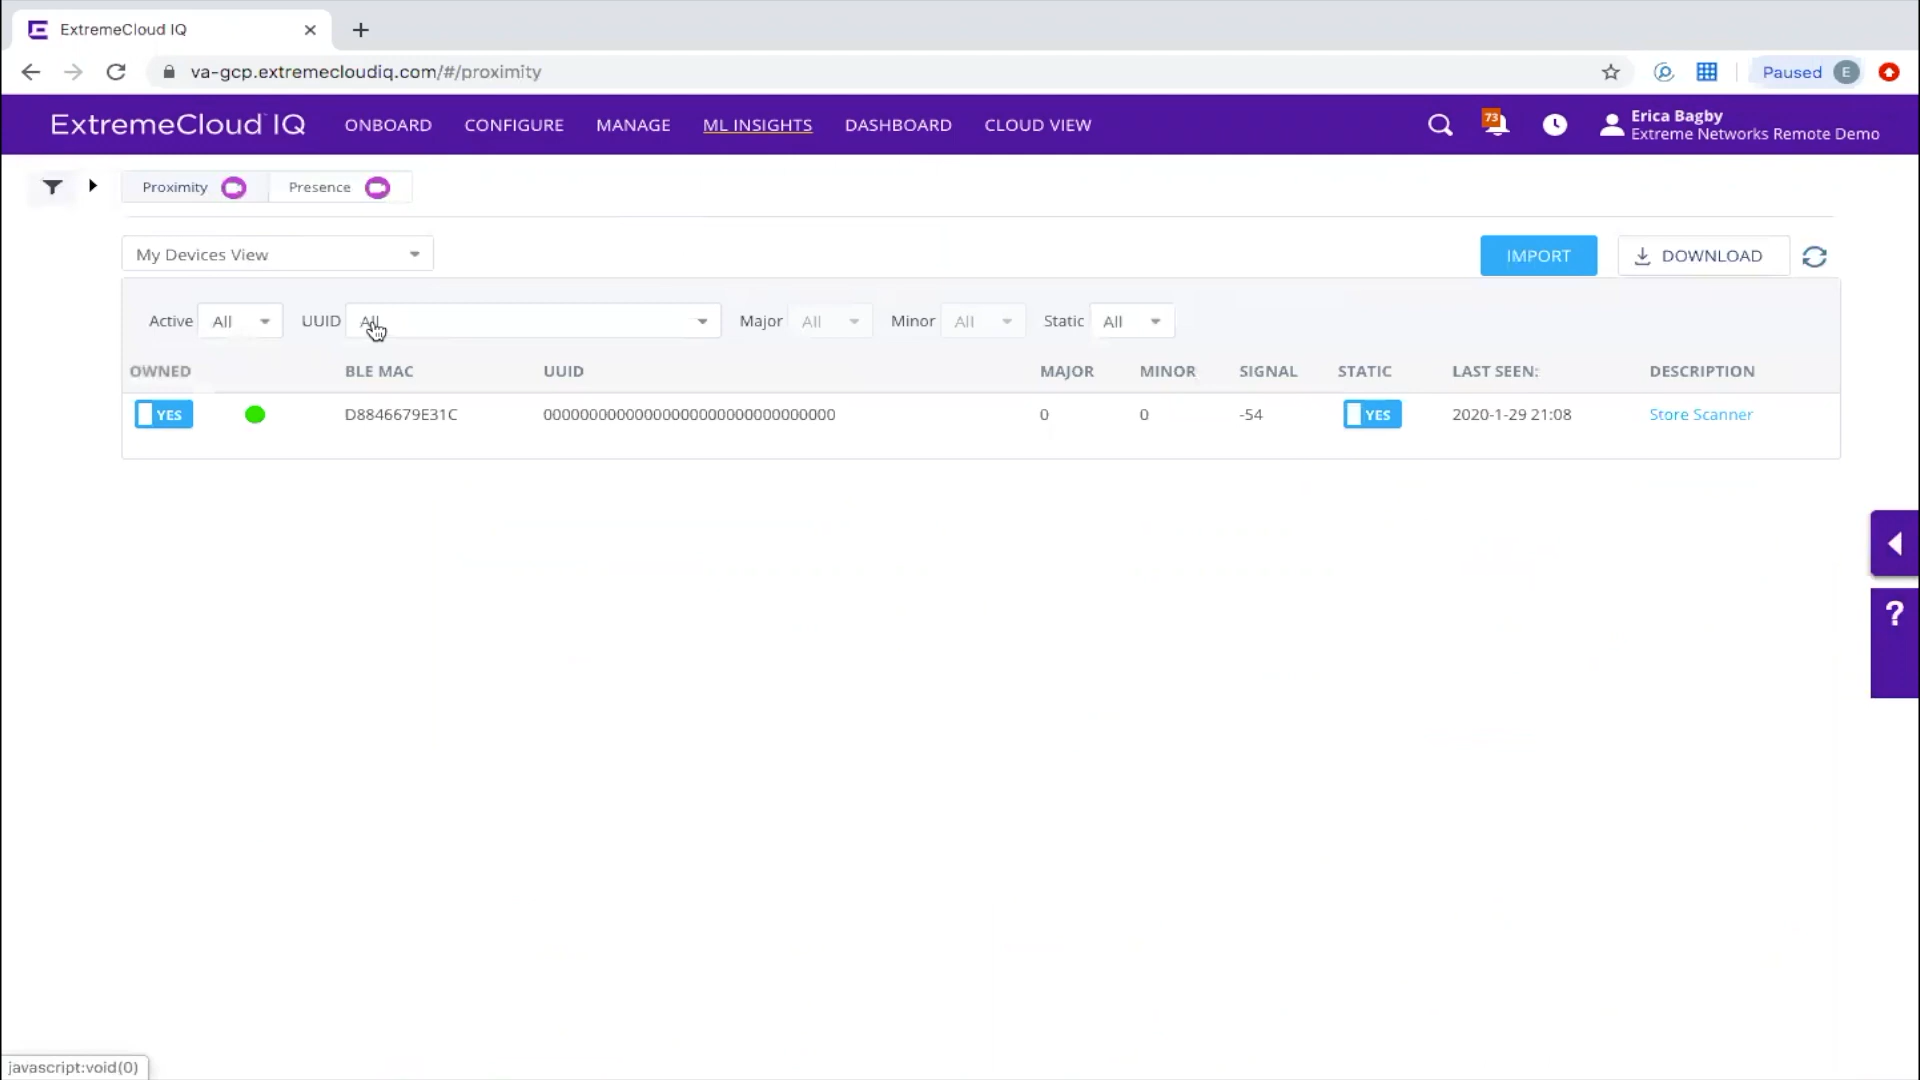 ExtremeCloud IQ
va-gcp.extremecloudiq.com/#/proximity
Paused E
ExtremeCloud IQ ONBOARD CONFIGURE MANAGE ML INSIGHTS DASHBOARD CLOUD VIEW 73 Erica Bagby
Extreme Networks Remote Demo
Proximity Presence
My Devices View IMPORT DOWNLOAD
Active All UUID All Major All Minor All Static All
OWNED BLE MAC UUID MAJOR MINOR SIGNAL STATIC LAST SEEN: DESCRIPTION
YES D8846679E31C 00000000000000000000000000000000 0 0 -54 YES 2020-1-29 21:08 Store Scanner
?
javascript:void(0)